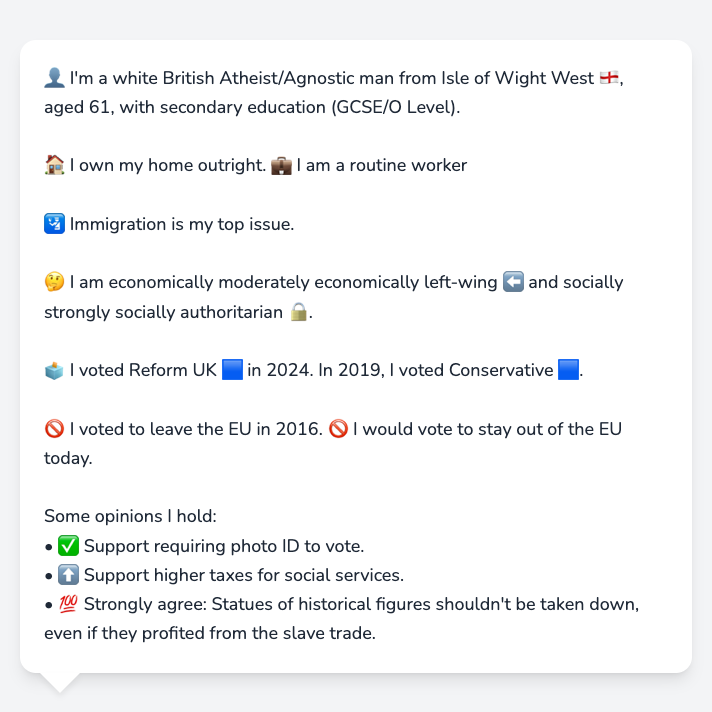 👤 I'm a white British Atheist/Agnostic man from Isle of Wight West 🏴󠁧󠁢󠁥󠁮󠁧󠁿,
aged 61, with secondary education (GCSE/O Level).
🏠 I own my home outright. 💼 I am a routine worker
🛂 Immigration is my top issue.
🤔 I am economically moderately economically left-wing ⬅️ and socially
strongly socially authoritarian 🔒.
🗳️ I voted Reform UK 🟦 in 2024. In 2019, I voted Conservative 🟦.
🚫 I voted to leave the EU in 2016. 🚫 I would vote to stay out of the EU
today.
Some opinions I hold:
• ✅ Support requiring photo ID to vote.
• ⬆️ Support higher taxes for social services.
• 💯 Strongly agree: Statues of historical figures shouldn't be taken down,
even if they profited from the slave trade.